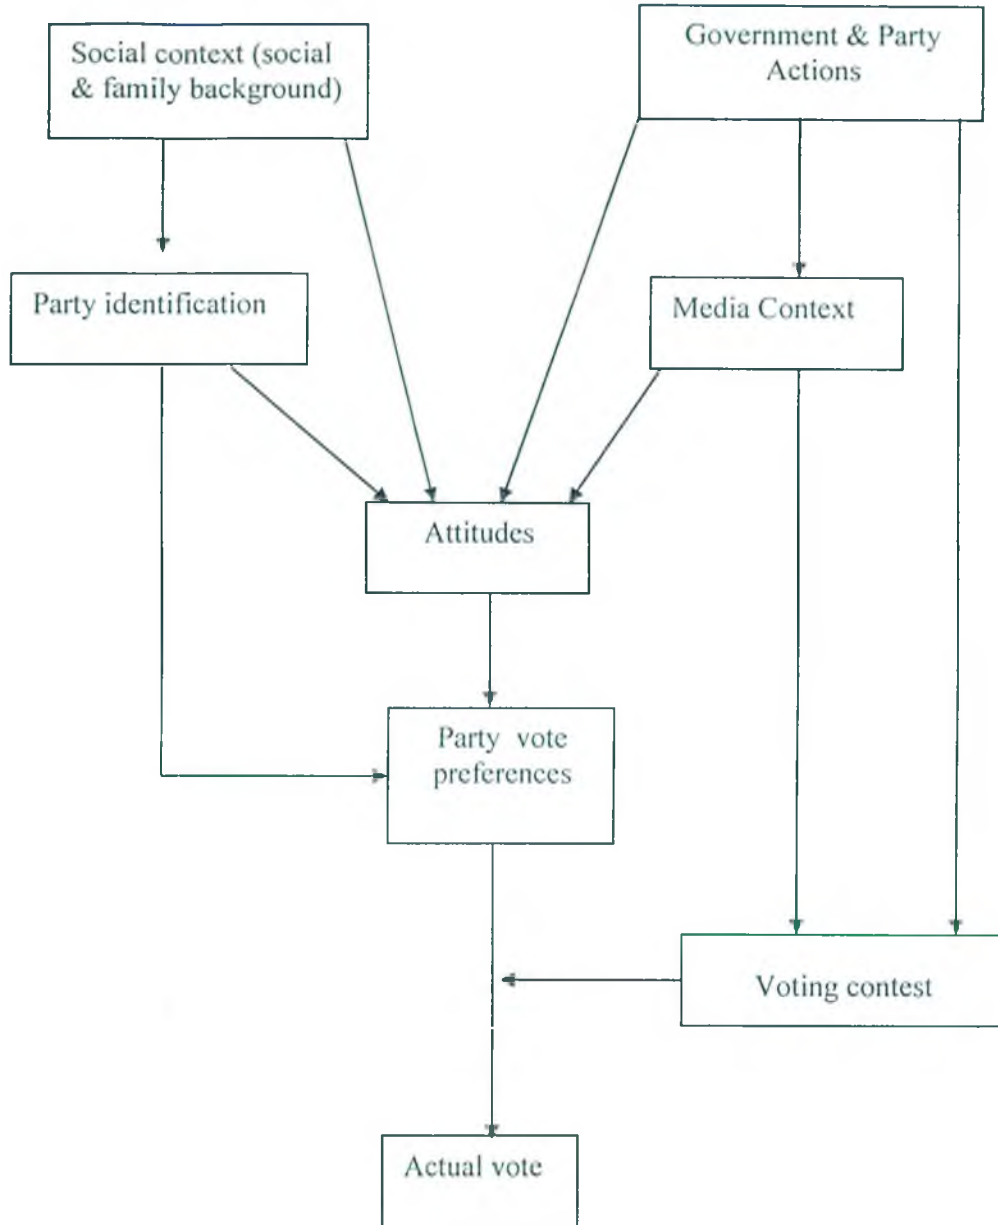 Social context (social
& family background)
Government & Party
Actions
Party identification
Media Context
Attitudes
Party vote
preferences
Voting contest
Actual vote